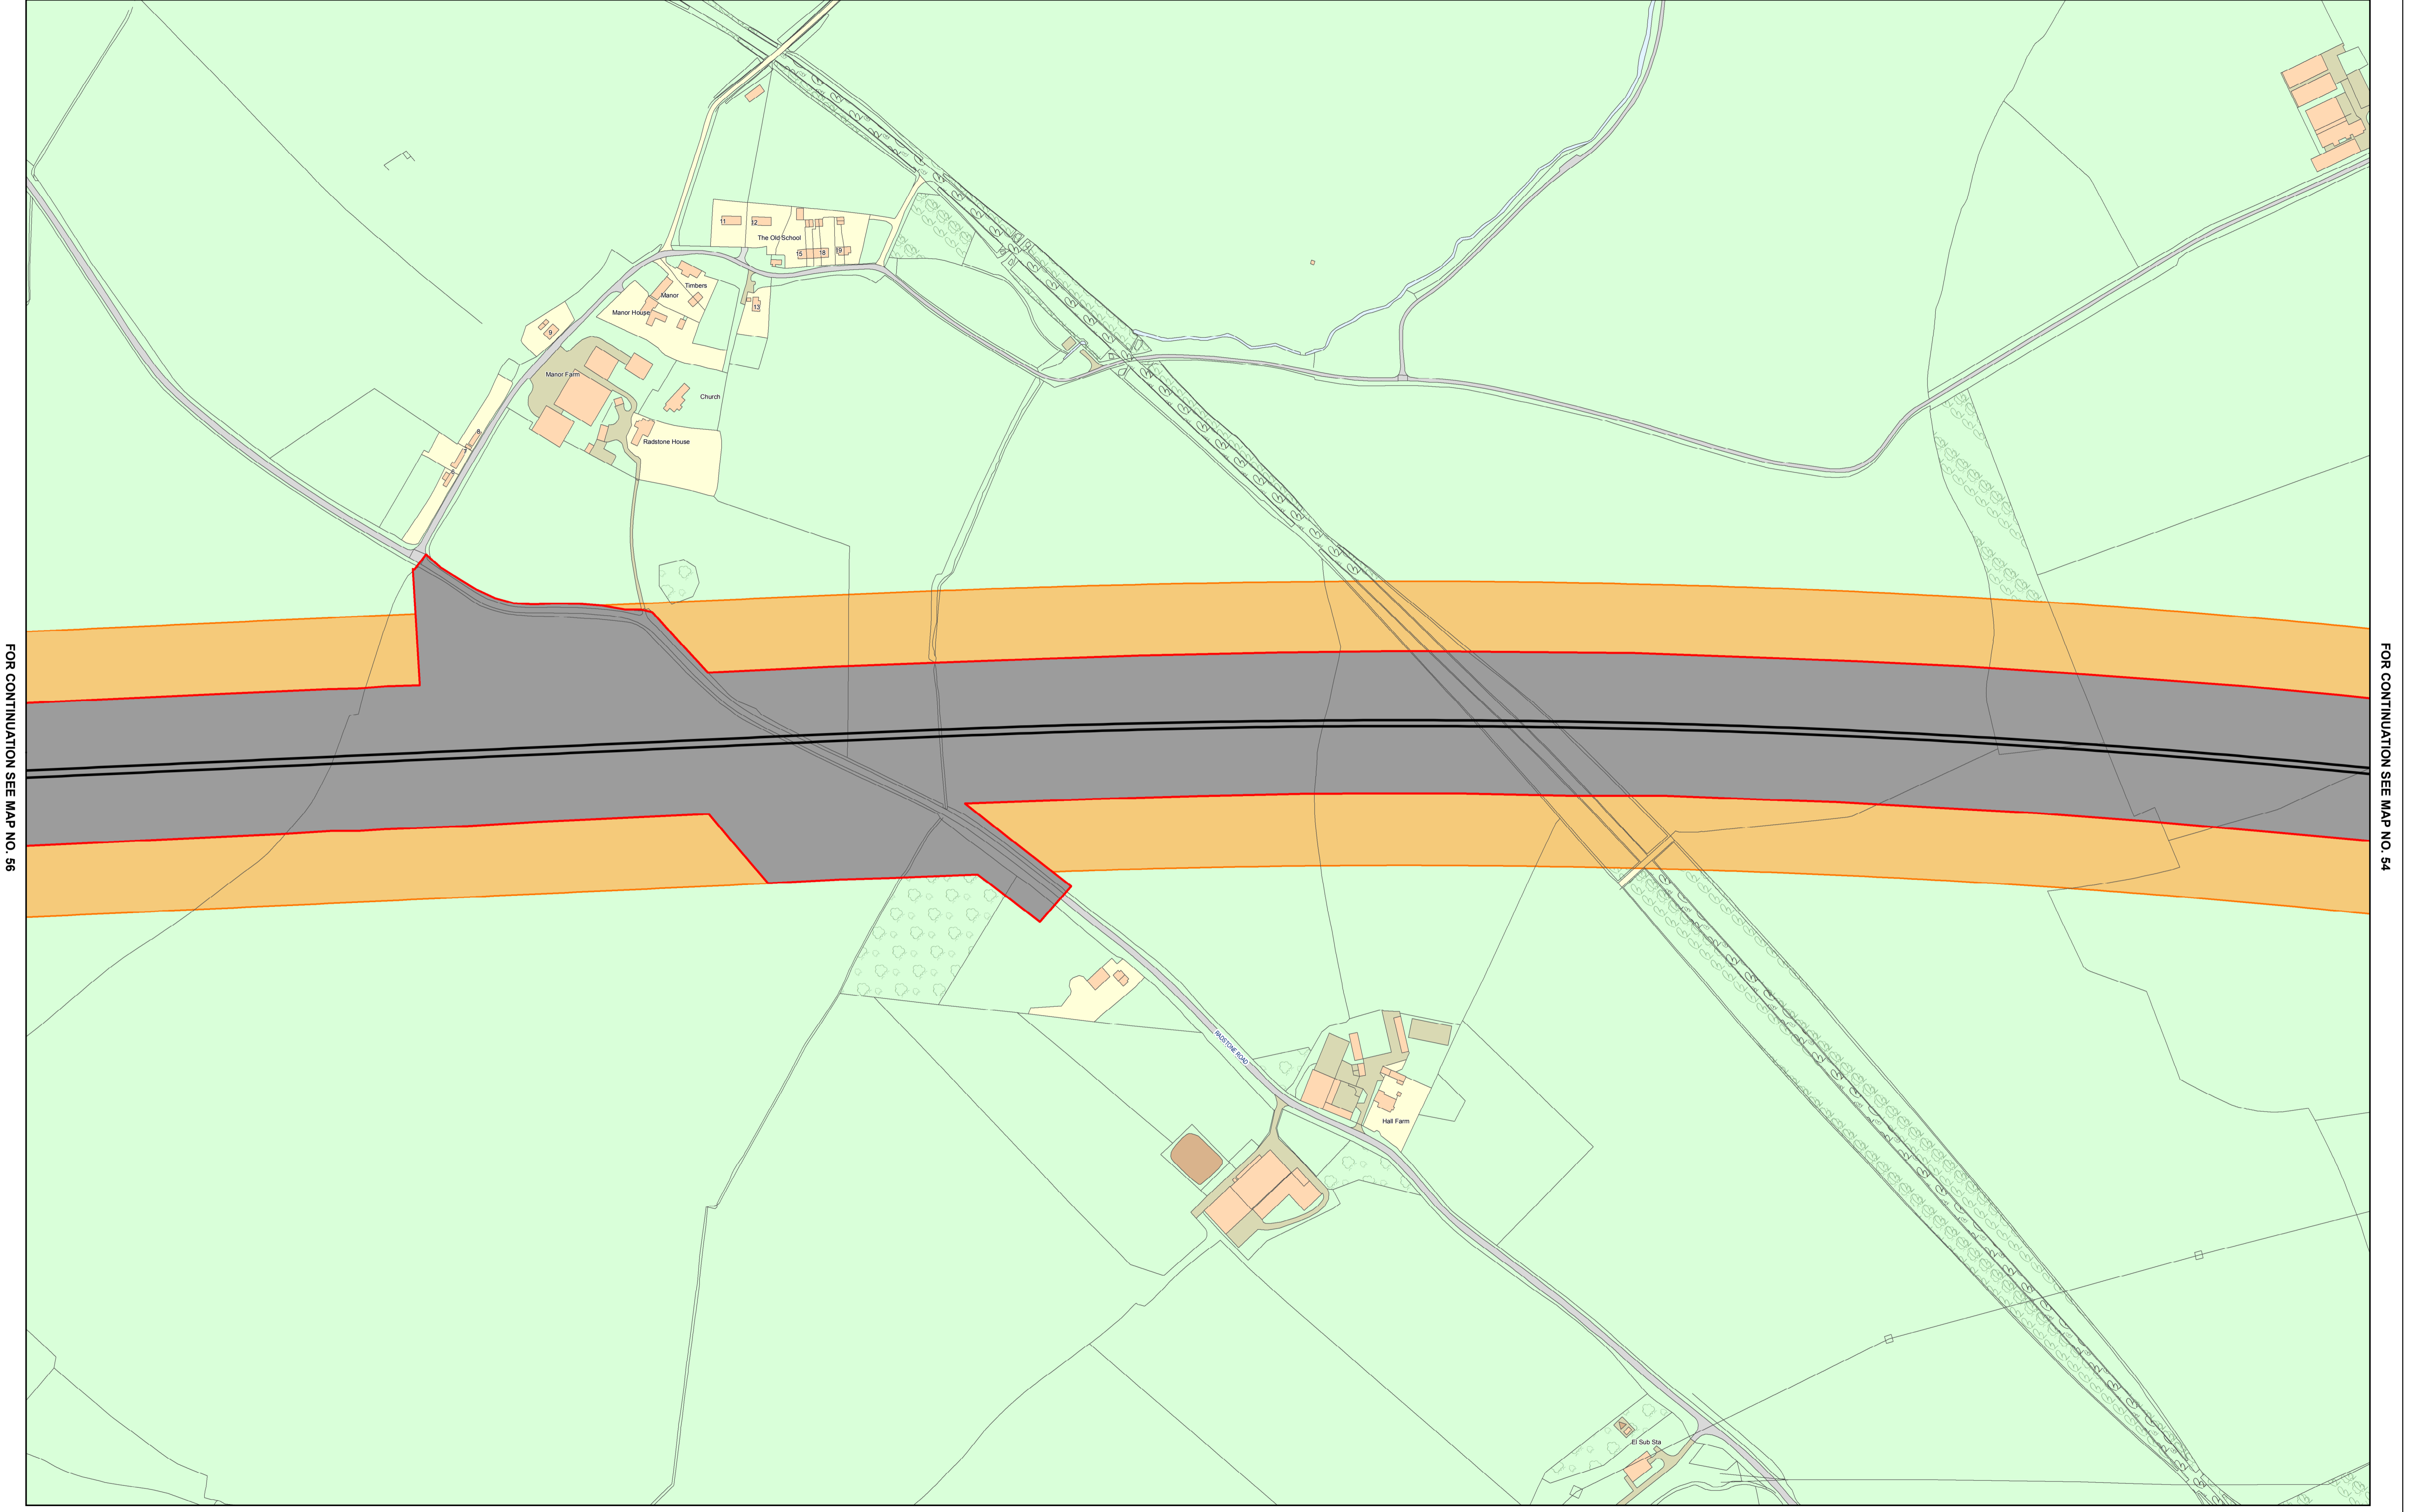 FOR CONTINUATION SEE MAP NO. 56
FOR CONTINUATION SEE MAP NO. 54
11
12
The Old School
15
18
19
Timbers
Manor
13
Manor House
9
Manor Farm
Church
8
Radstone House
6
RADSTONE ROAD
Hall Farm
El Sub Sta